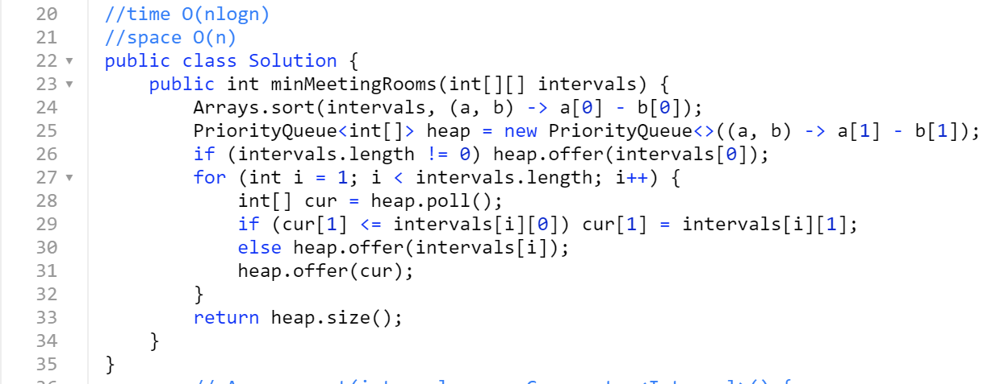 20 //time O(nlogn)
21 //space O(n)
22 public class Solution {
23 public int minMeetingRooms(int[][] intervals) {
24 Arrays.sort(intervals, (a, b) -> a[0] - b[0]);
25 PriorityQueue<int[]> heap = new PriorityQueue<>((a, b) -> a[1] - b[1]);
26 if (intervals.length != 0) heap.offer(intervals[0]);
27 for (int i = 1; i < intervals.length; i++) {
28 int[] cur = heap.poll();
29 if (cur[1] <= intervals[i][0]) cur[1] = intervals[i][1];
30 else heap.offer(intervals[i]);
31 heap.offer(cur);
32 }
33 return heap.size();
34 }
35 }